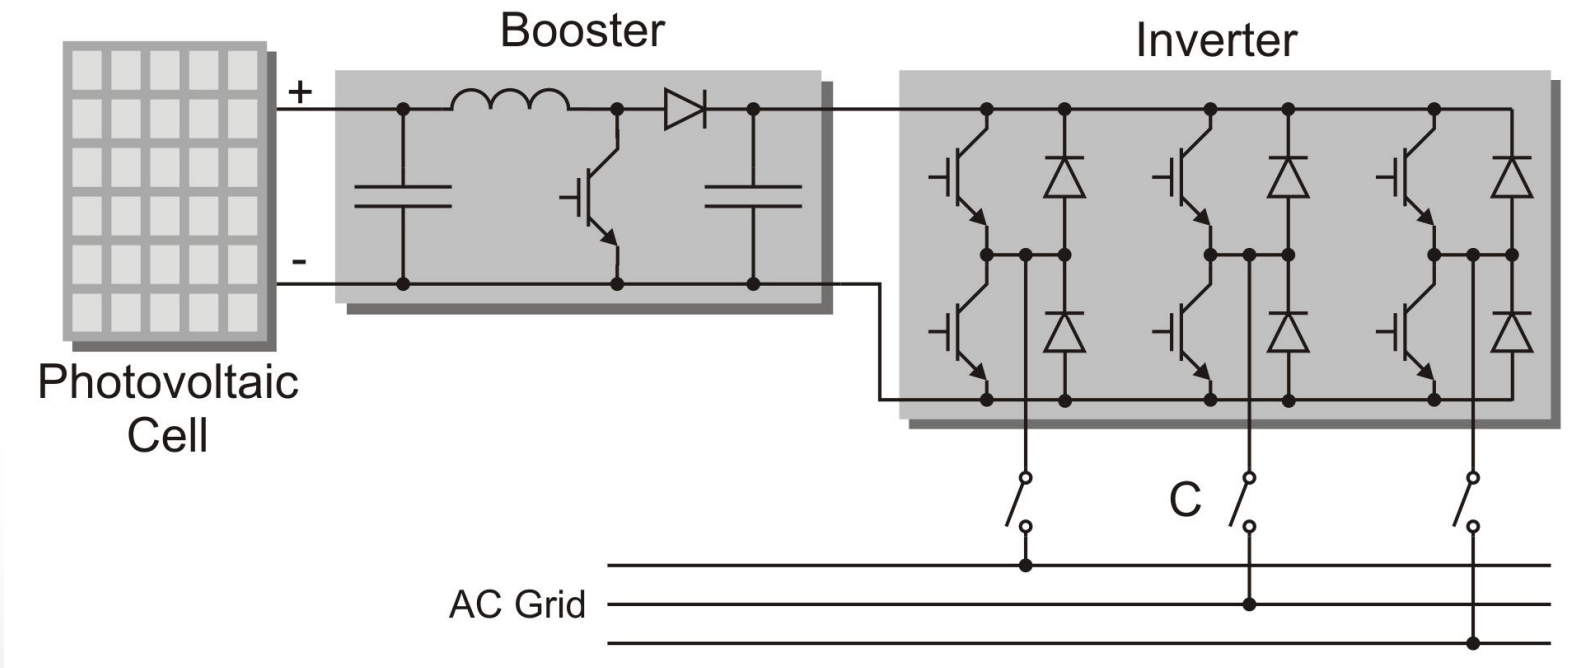 Booster
Inverter
+
-
Photovoltaic
Cell
C
AC Grid